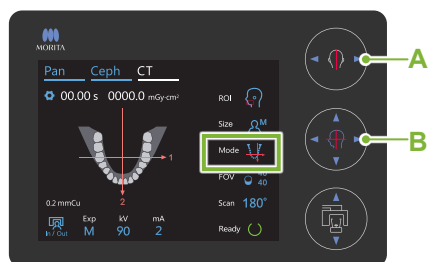 MORITA
Pan Ceph CT
00.00 s 0000.0 mGy·cm²
ROI
Size M
Mode
1
FOV 40
40
2
0.2 mmCu
Scan 180°
In / Out
Exp kV mA
M 90 2
Ready
A
B